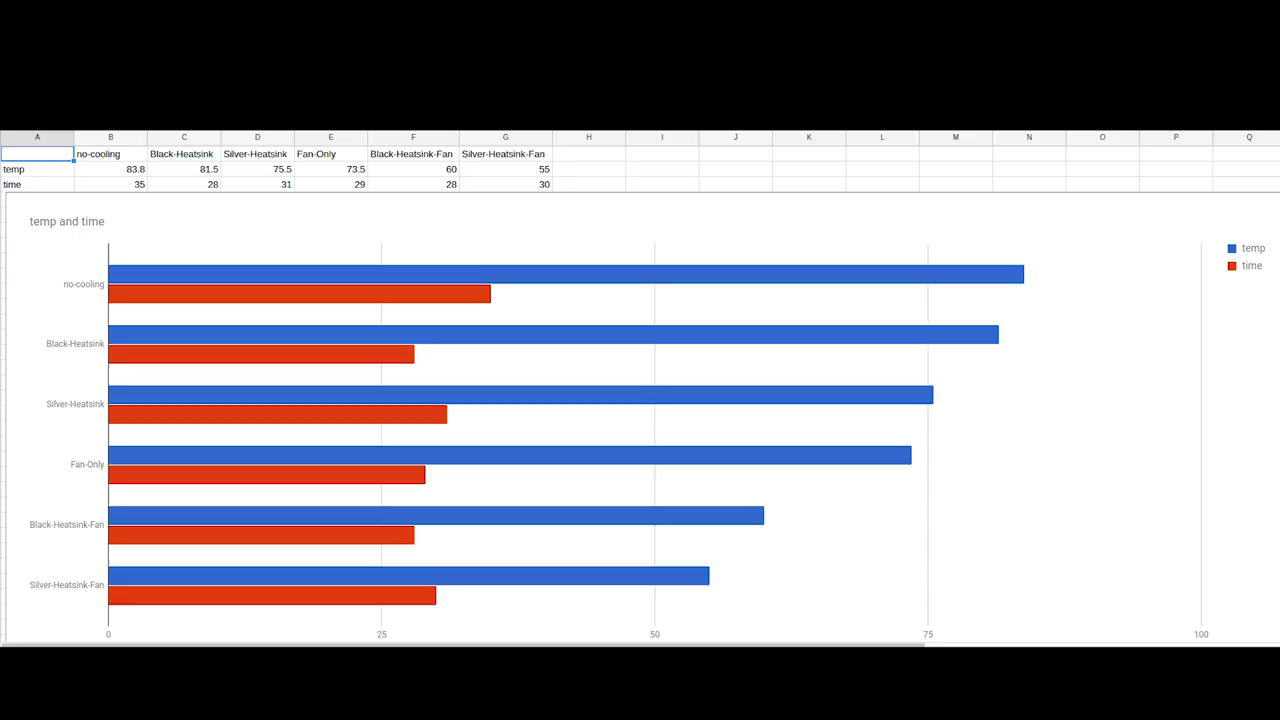 A B C D E F G H I J K L M N O P Q
no-cooling Black-Heatsink Silver-Heatsink Fan-Only Black-Heatsink-Fan Silver-Heatsink-Fan
temp 83.8 81.5 75.5 73.5 60 55
time 35 28 31 29 28 30
temp and time
temp
time
no-cooling
Black-Heatsink
Silver-Heatsink
Fan-Only
Black-Heatsink-Fan
Silver-Heatsink-Fan
0 25 50 75 100